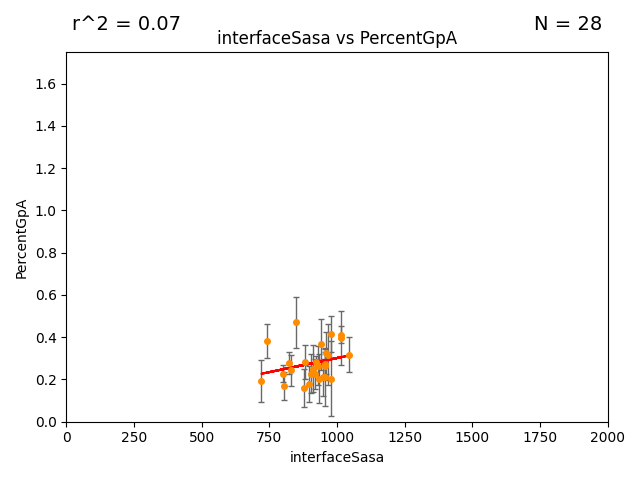 r^2 = 0.07
N = 28
interfaceSasa vs PercentGpA
PercentGpA
1.6
1.4
1.2
1.0
0.8
0.6
0.4
0.2
0.0
0 250 500 750 1000 1250 1500 1750 2000
interfaceSasa